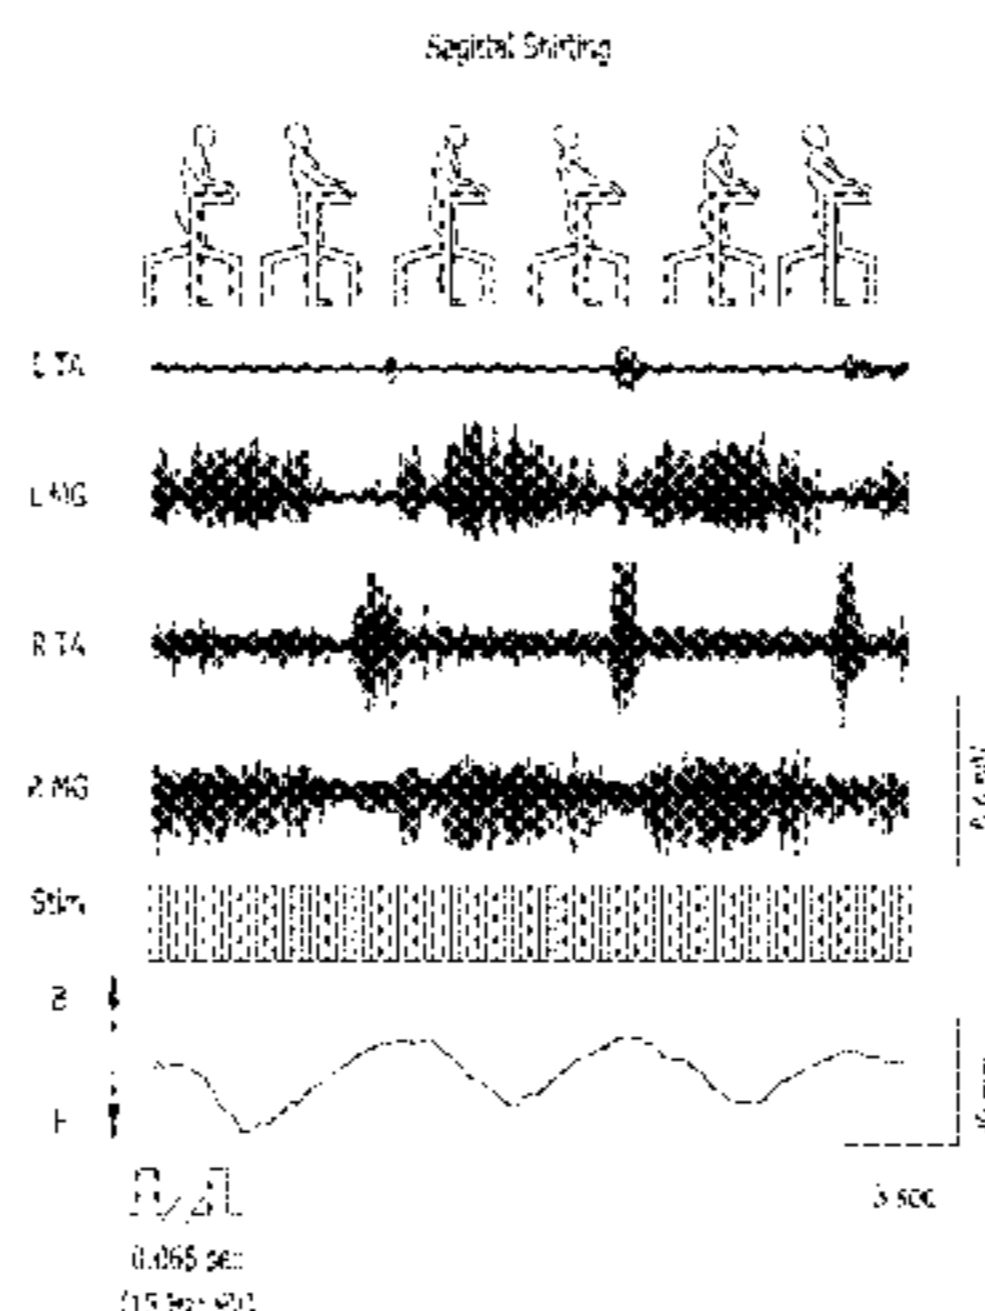 Sagittal Shifting
L TA
L MG
R TA
R MG
Stim
B
F
3 sec
0.065 sec